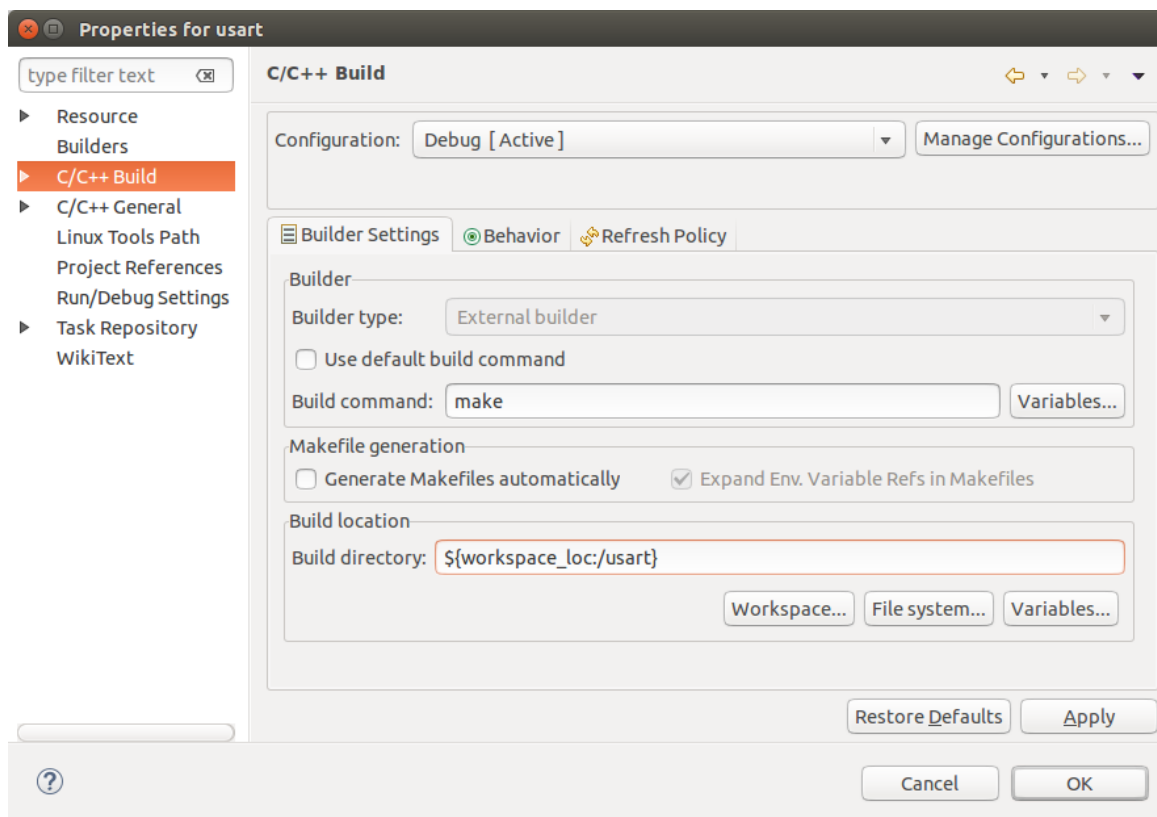 Properties for usart
type filter text
Resource
Builders
C/C++ Build
C/C++ General
Linux Tools Path
Project References
Run/Debug Settings
Task Repository
WikiText
C/C++ Build
Configuration: Debug [ Active ] Manage Configurations...
Builder Settings Behavior Refresh Policy
Builder
Builder type: External builder
Use default build command
Build command: make Variables...
Makefile generation
Generate Makefiles automatically Expand Env. Variable Refs in Makefiles
Build location
Build directory: ${workspace_loc:/usart}
Workspace... File system... Variables...
Restore Defaults Apply
? Cancel OK